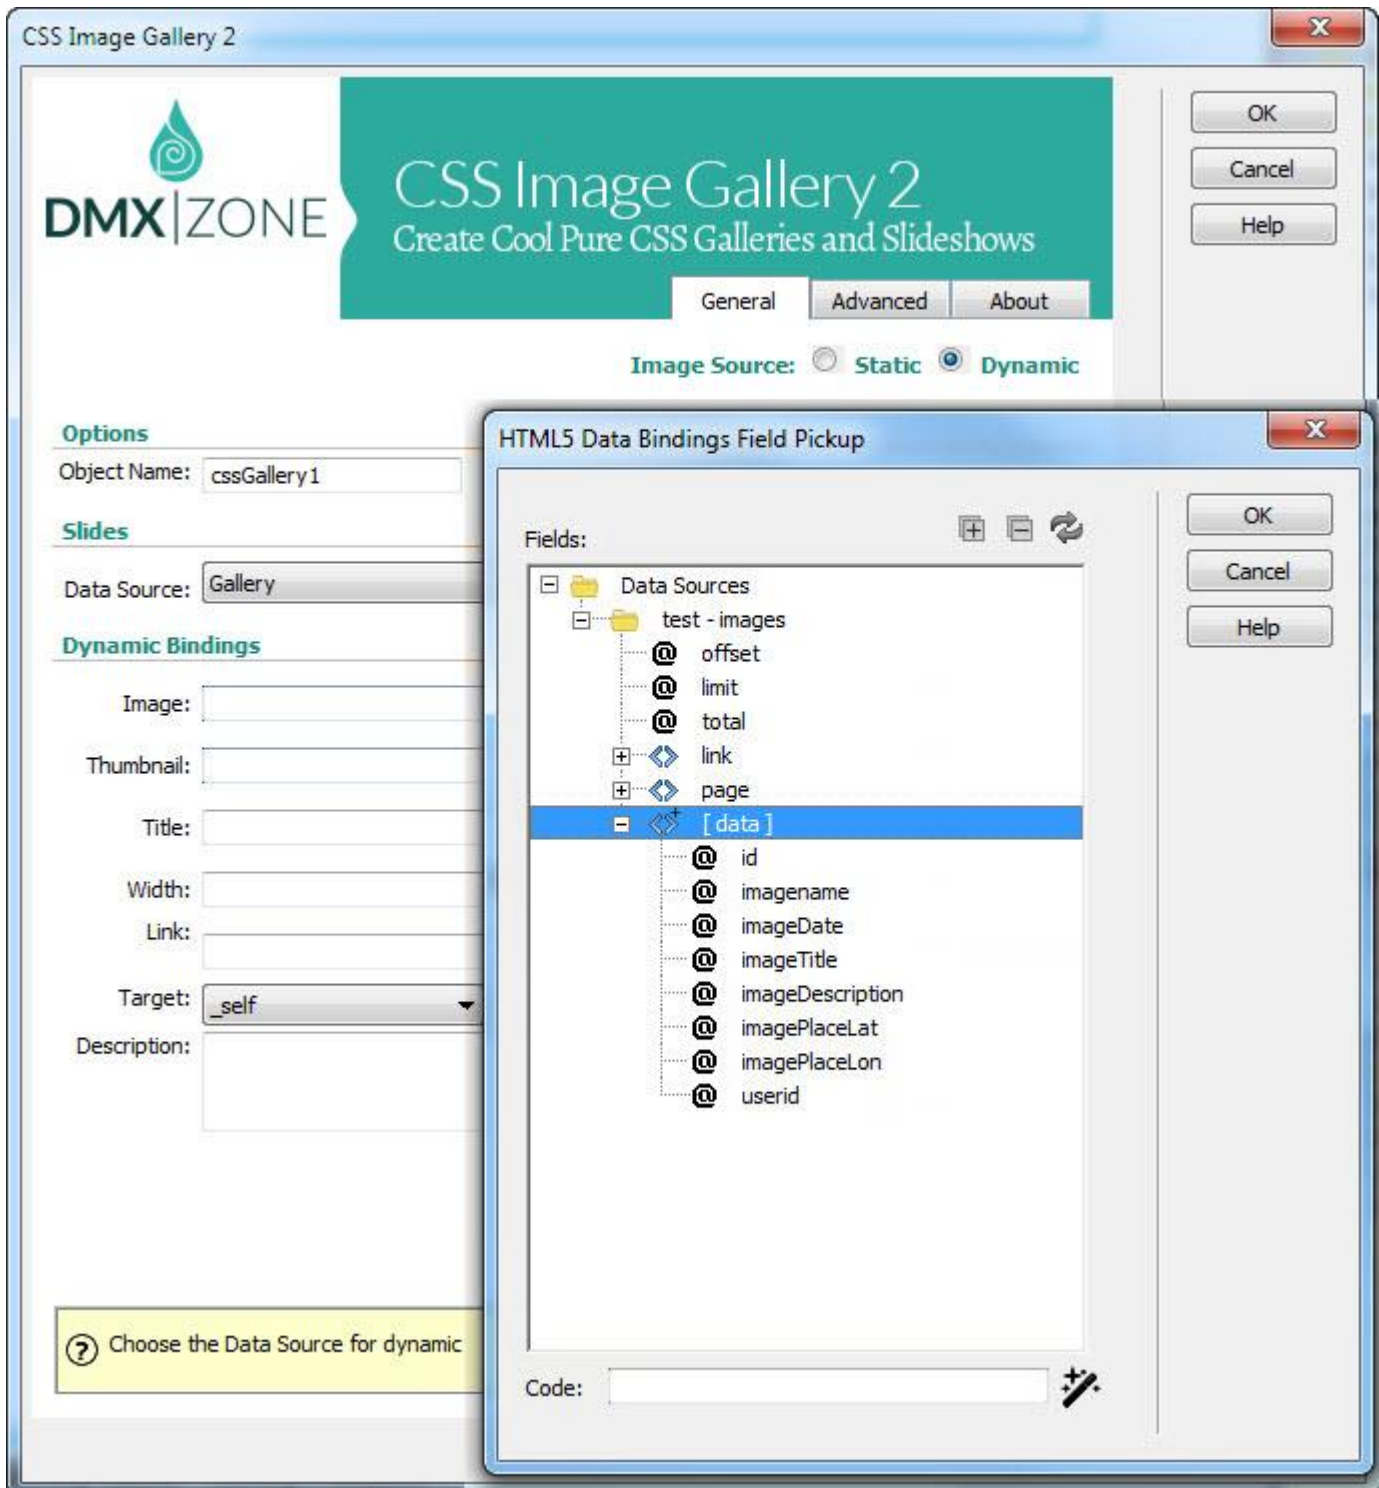 CSS Image Gallery 2
X
DMX|ZONE
CSS Image Gallery 2
Create Cool Pure CSS Galleries and Slideshows
General Advanced About
OK
Cancel
Help
Image Source: Static Dynamic
Options
Object Name: cssGallery1
Slides
Data Source: Gallery
Dynamic Bindings
Image:
Thumbnail:
Title:
Width:
Link:
Target: _self
Description:
? Choose the Data Source for dynamic
HTML5 Data Bindings Field Pickup
X
Fields:
OK
Cancel
Help
Data Sources
test - images
@ offset
@ limit
@ total
link
page
[ data ]
@ id
@ imagename
@ imageDate
@ imageTitle
@ imageDescription
@ imagePlaceLat
@ imagePlaceLon
@ userid
Code: